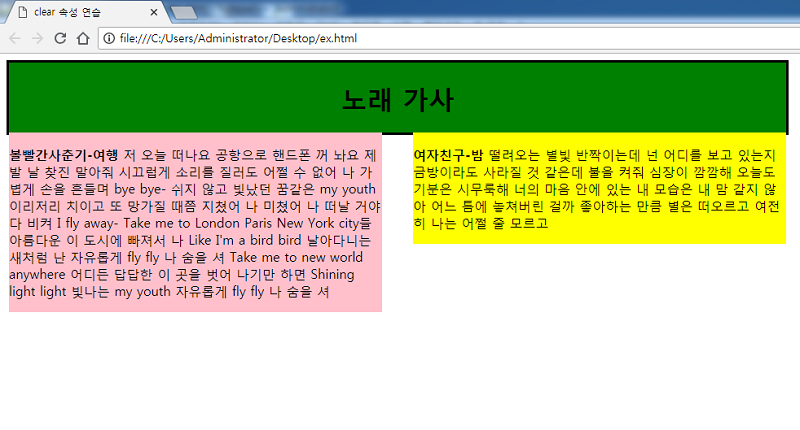 clear 속성 연습
file:///C:/Users/Administrator/Desktop/ex.html
노래 가사
볼빨간사춘기-여행 저 오늘 떠나요 공항으로 핸드폰 꺼 놔요 제
발 날 찾진 말아줘 시끄럽게 소리를 질러도 어쩔 수 없어 나 가
볍게 손을 흔들며 bye bye- 쉬지 않고 빛났던 꿈같은 my youth
이리저리 치이고 또 망가질 때쯤 지쳤어 나 미쳤어 나 떠날 거야
다 비켜 I fly away- Take me to London Paris New York city들
아름다운 이 도시에 빠져서 나 Like I'm a bird bird 날아다니는
새처럼 난 자유롭게 fly fly 나 숨을 셔 Take me to new world
anywhere 어디든 답답한 이 곳을 벗어 나기만 하면 Shining
light light 빛나는 my youth 자유롭게 fly fly 나 숨을 셔
여자친구-밤 떨려오는 별빛 반짝이는데 넌 어디를 보고 있는지
금방이라도 사라질 것 같은데 불을 켜줘 심장이 깜깜해 오늘도
기분은 시무룩해 너의 마음 안에 있는 내 모습은 내 맘 같지 않
아 어느 틈에 놓쳐버린 걸까 좋아하는 만큼 별은 떠오르고 여전
히 나는 어쩔 줄 모르고